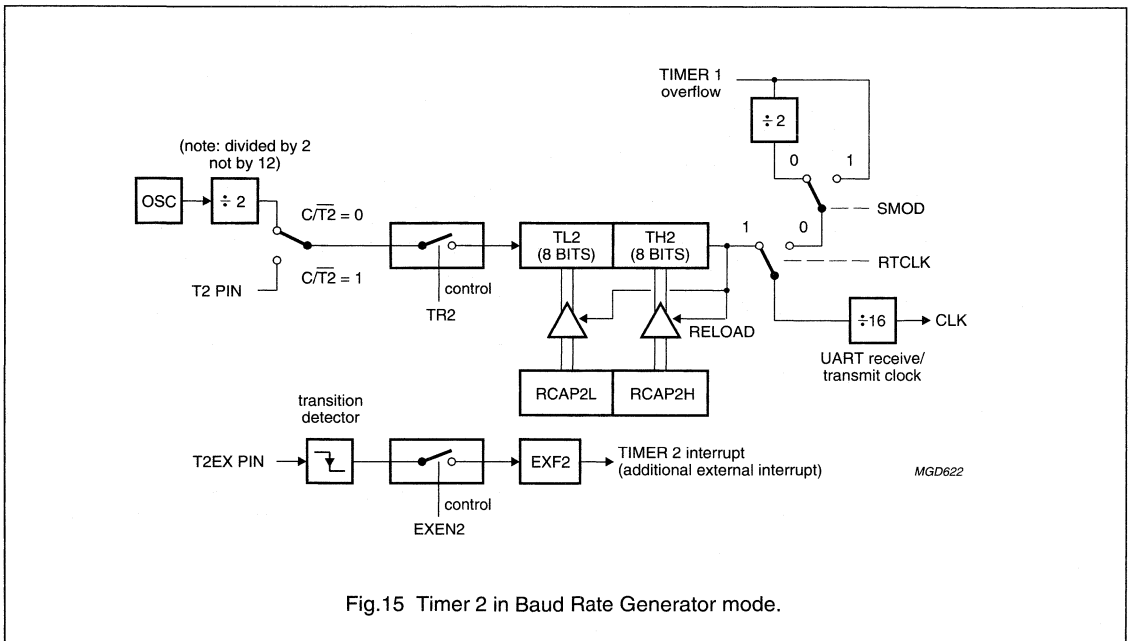 TIMER 1
overflow
÷ 2
0
1
SMOD
(note: divided by 2
not by 12)
OSC
÷ 2
C/T2̅ = 0
C/T2̅ = 1
T2 PIN
control
TR2
TL2
(8 BITS)
TH2
(8 BITS)
1
0
RTCLK
RELOAD
÷16
CLK
UART receive/
transmit clock
RCAP2L
RCAP2H
transition
detector
T2EX PIN
control
EXEN2
EXF2
TIMER 2 interrupt
(additional external interrupt)
MGD622
Fig.15 Timer 2 in Baud Rate Generator mode.